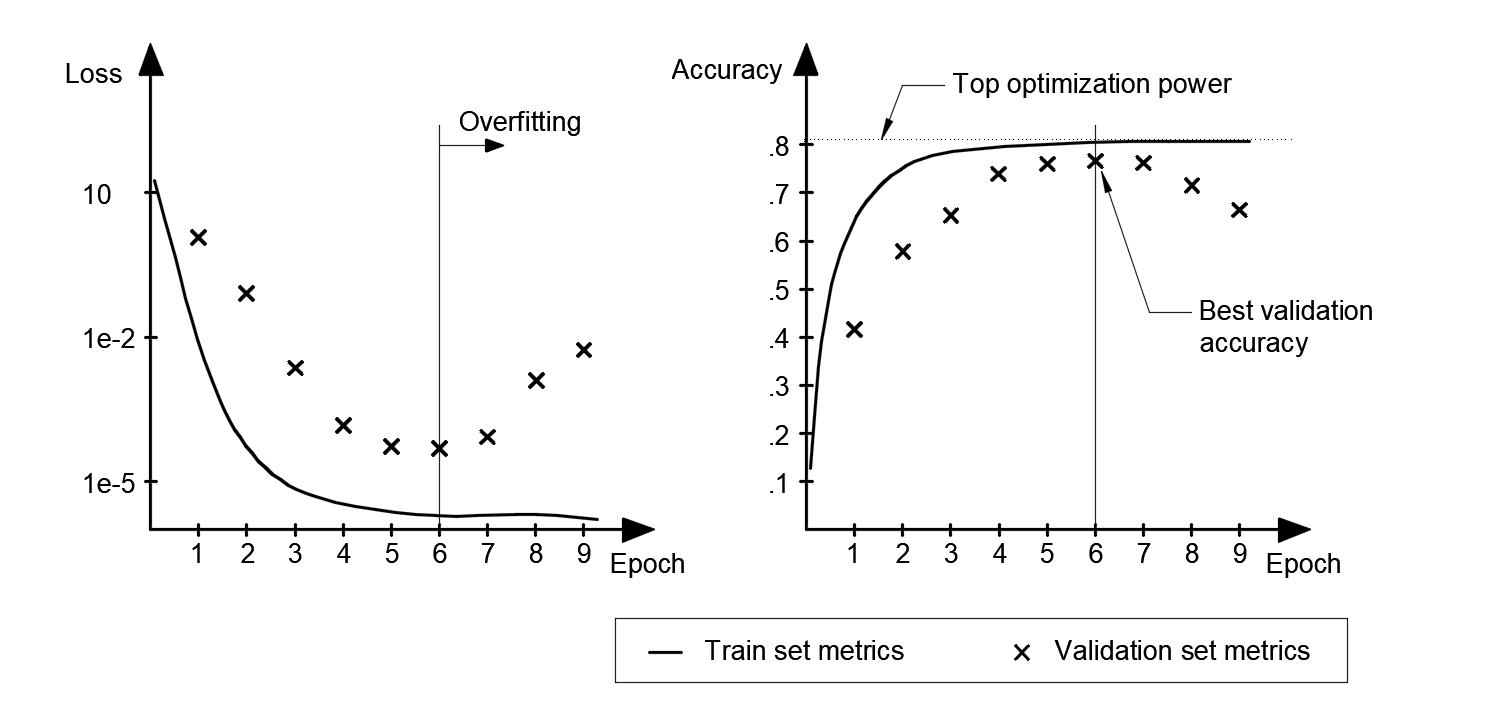 Loss
Overfitting
10
1e-2
1e-5
1 2 3 4 5 6 7 8 9
Epoch
Accuracy
Top optimization power
.8
.7
.6
.5
.4
.3
.2
.1
Best validation
accuracy
1 2 3 4 5 6 7 8 9
Epoch
Train set metrics
Validation set metrics